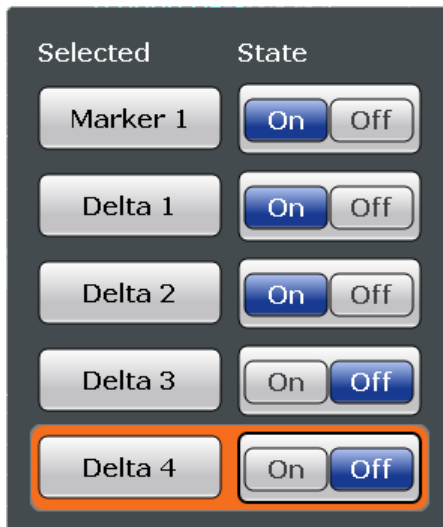 Selected State
Marker 1 On Off
Delta 1 On Off
Delta 2 On Off
Delta 3 On Off
Delta 4 On Off